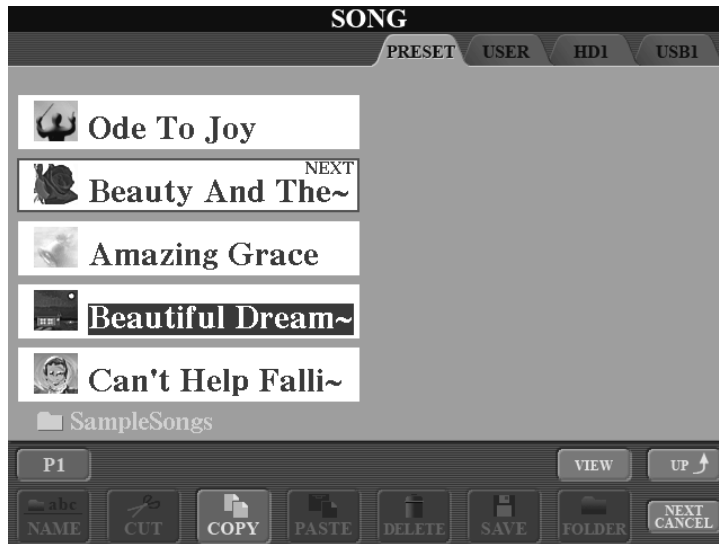 SONG
PRESET USER HD1 USB1
Ode To Joy
NEXT
Beauty And The~
Amazing Grace
Beautiful Dream~
Can't Help Falli~
SampleSongs
P1 VIEW UP
abc
NAME CUT COPY PASTE DELETE SAVE FOLDER NEXT CANCEL